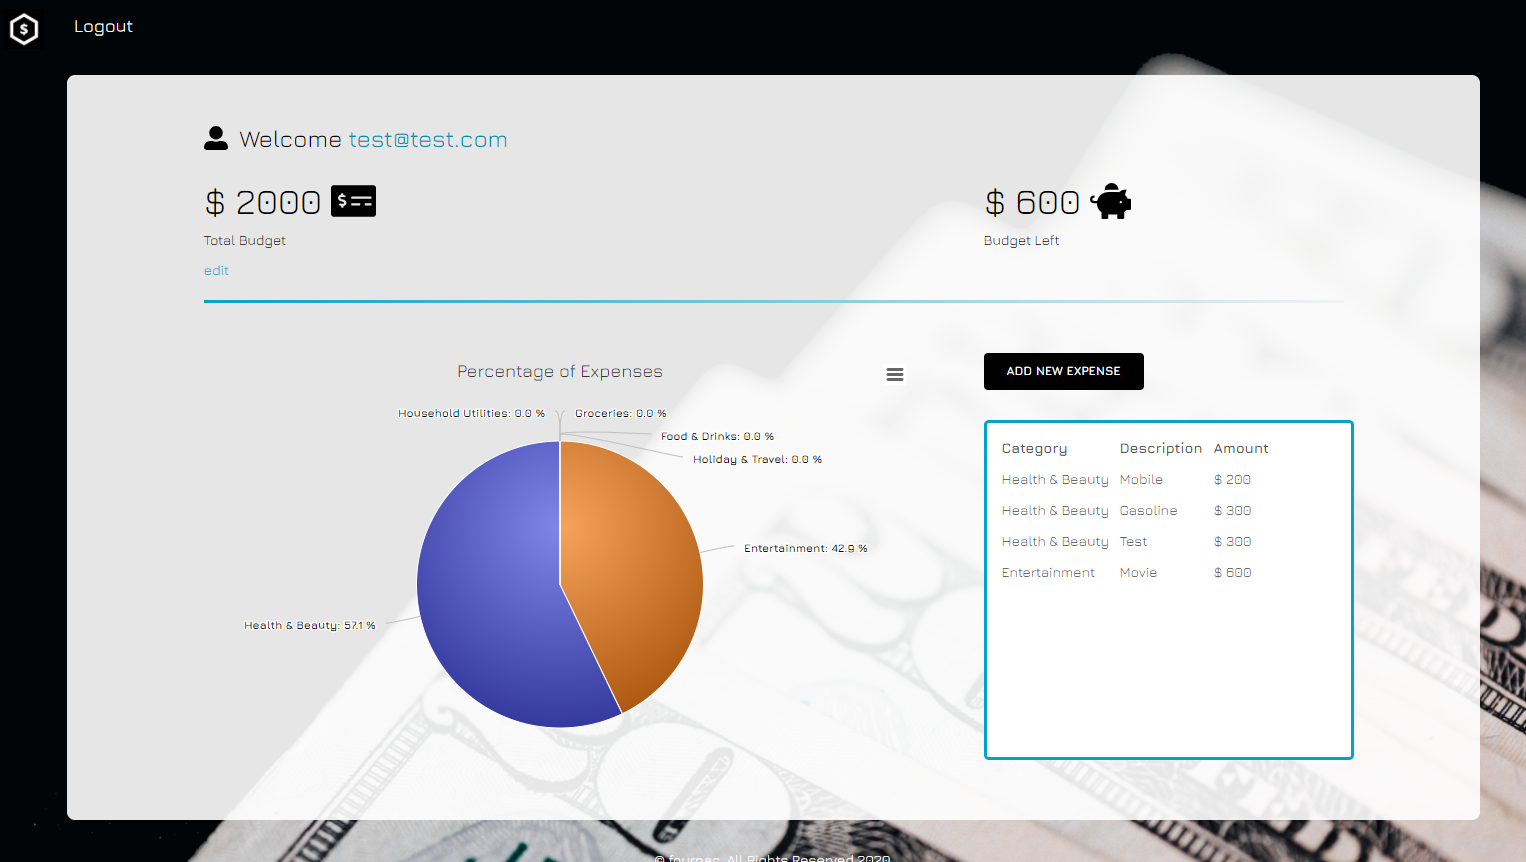 $
Logout
Welcome test@test.com
$ 2000
$
Total Budget
edit
$ 600
Budget Left
Percentage of Expenses
Household Utilities: 0.0 %
Groceries: 0.0 %
Food & Drinks: 0.0 %
Holiday & Travel: 0.0 %
Entertainment: 42.9 %
Health & Beauty: 57.1 %
ADD NEW EXPENSE
Category Description Amount
Health & Beauty Mobile $ 200
Health & Beauty Gasoline $ 300
Health & Beauty Test $ 300
Entertainment Movie $ 600
All Rights Reserved 2020